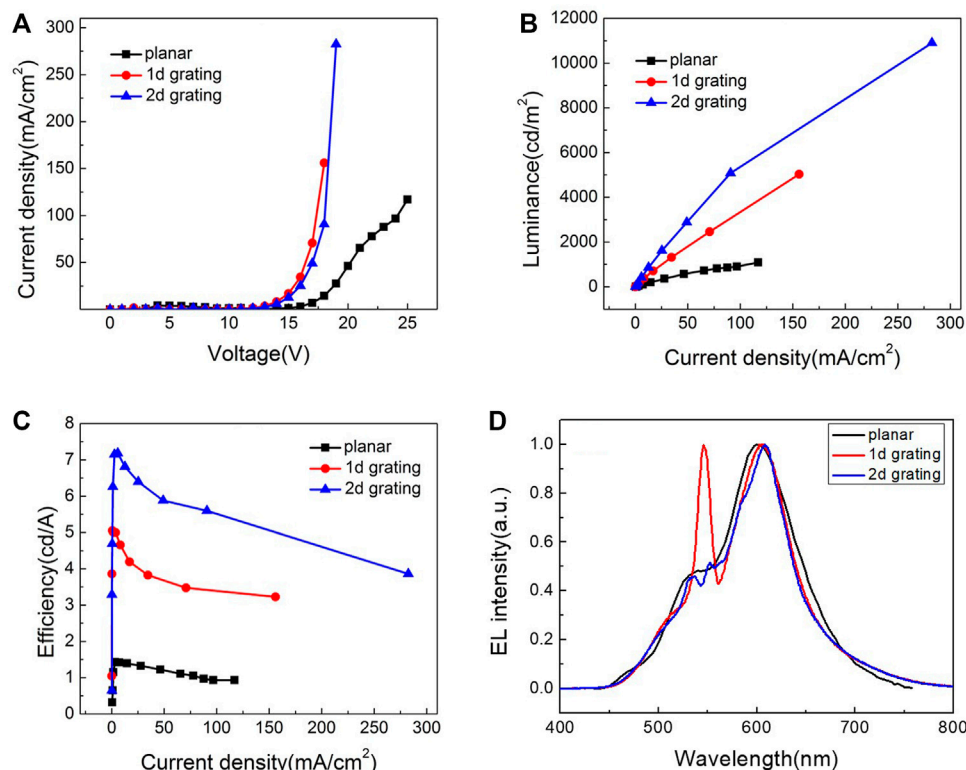 A
300
250
200
150
100
50
Current density(mA/cm²)
planar
1d grating
2d grating
0 5 10 15 20 25
Voltage(V)
B
12000
10000
8000
6000
4000
2000
0
Luminance(cd/m²)
planar
1d grating
2d grating
0 50 100 150 200 250 300
Current density(mA/cm²)
C
8
7
6
5
4
3
2
1
0
Efficiency(cd/A)
planar
1d grating
2d grating
0 50 100 150 200 250 300
Current density(mA/cm²)
D
1.0
0.8
0.6
0.4
0.2
0.0
EL intensity(a.u.)
planar
1d grating
2d grating
400 500 600 700 800
Wavelength(nm)